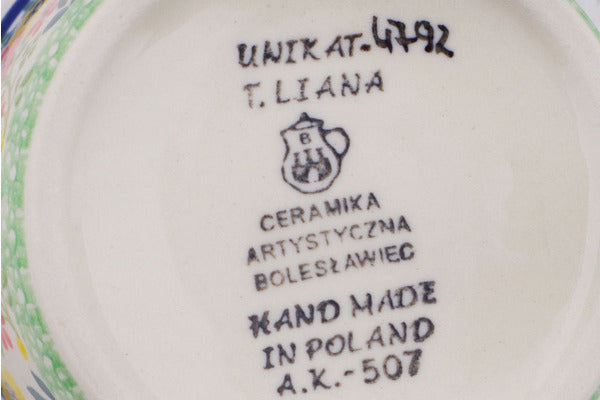 UNIKAT-4792
T. LIANA
B
CERAMIKA
ARTYSTYCZNA
BOLESŁAWIEC
HAND MADE
IN POLAND
A.K.-507